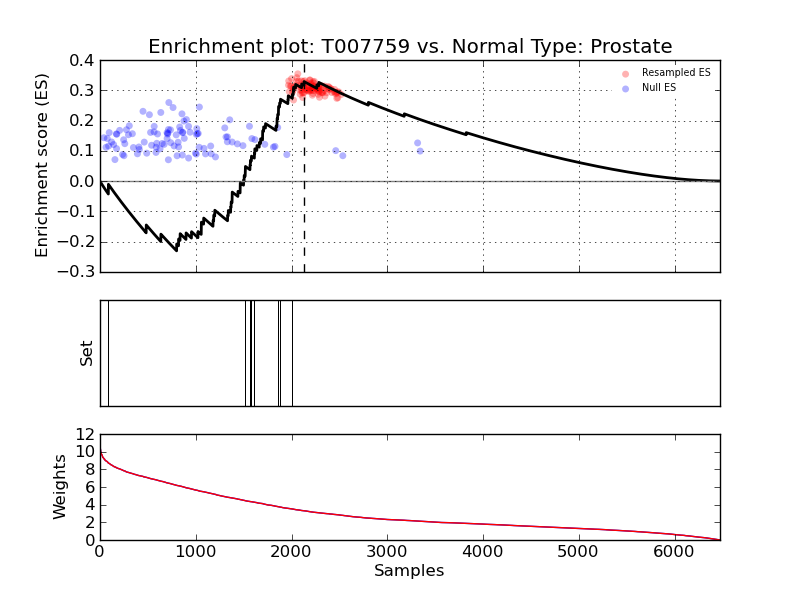 Enrichment plot: T007759 vs. Normal Type: Prostate
Enrichment score (ES)
0.4
0.3
0.2
0.1
0.0
−0.1
−0.2
−0.3
Resampled ES
Null ES
Set
Weights
12
10
8
6
4
2
0
0 1000 2000 3000 4000 5000 6000
Samples